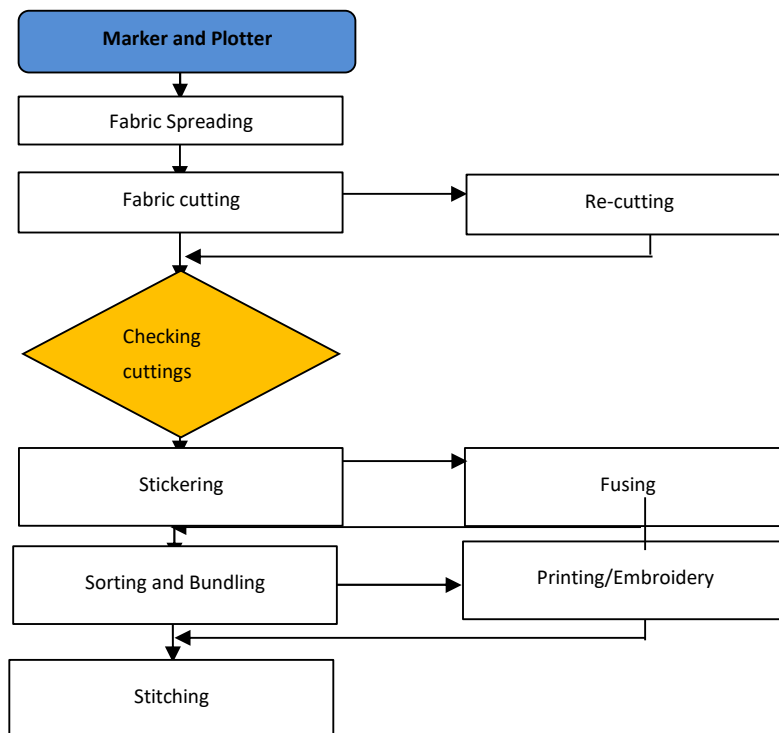 Marker and Plotter
Fabric Spreading
Fabric cutting
Re-cutting
Checking
cuttings
Stickering
Fusing
Sorting and Bundling
Printing/Embroidery
Stitching